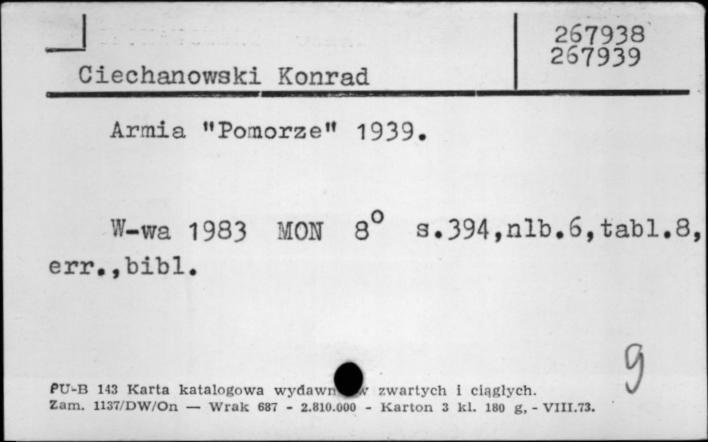 267938
267939
Ciechanowski Konrad
Armia "Pomorze" 1939.
W-wa 1983 MON 8° s.394,nlb.6,tabl.8,
err.,bibl.
9
PU-B 143 Karta katalogowa wydawn w zwartych i ciągłych.
Zam. 1137/DW/On — Wrak 687 - 2.810.000 - Karton 3 kl. 180 g, - VIII.73.